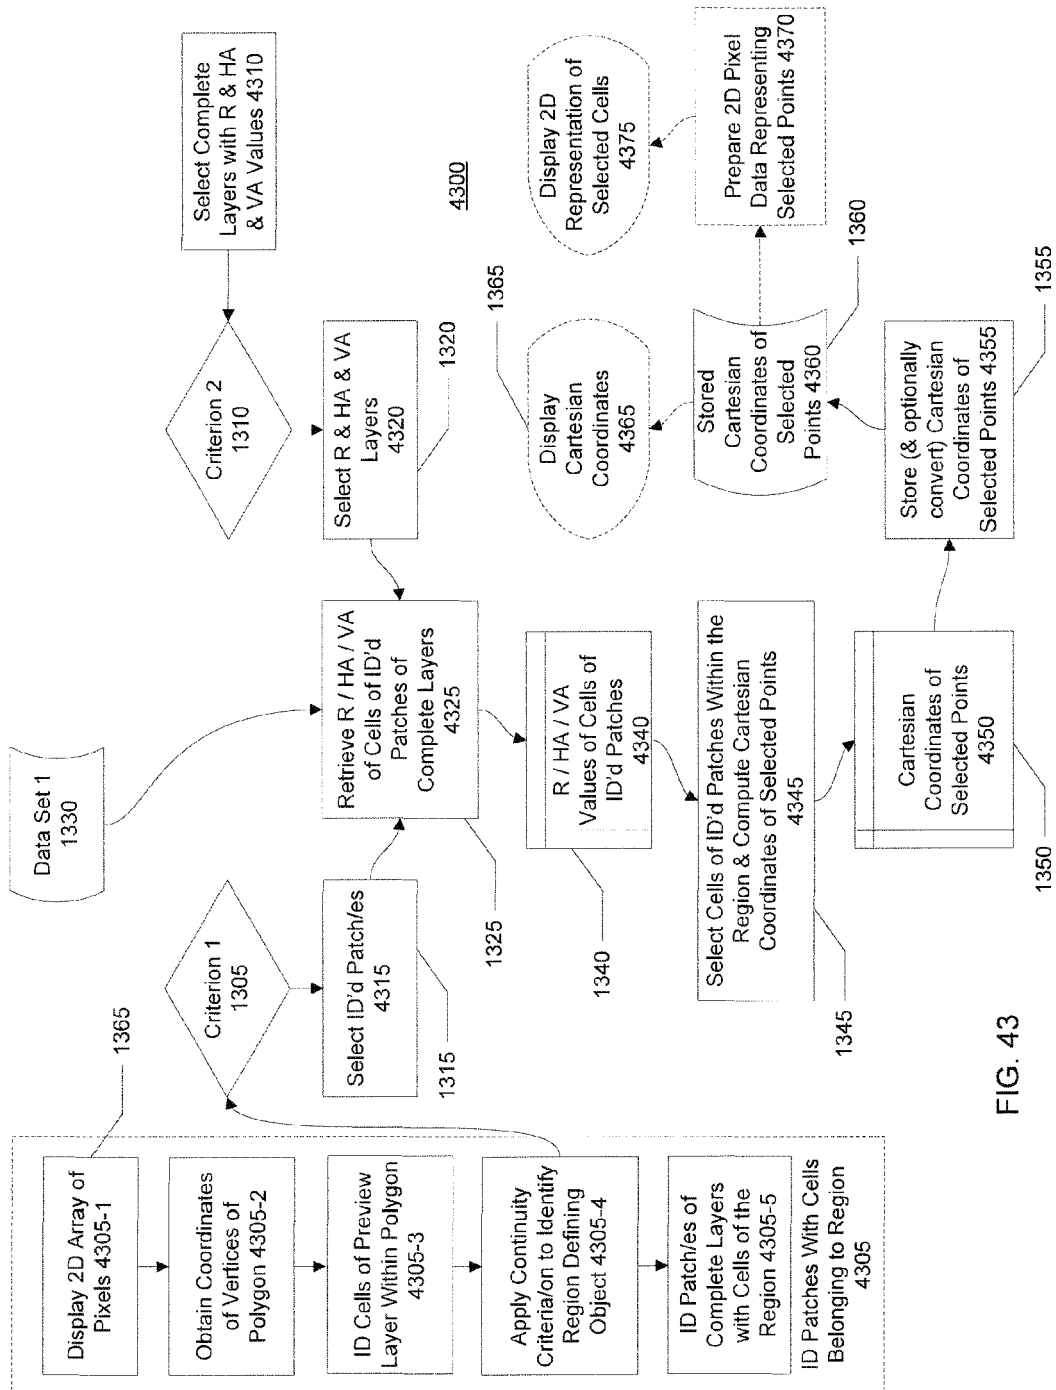 Display 2D Array of
Pixels 4305-1
1365
Obtain Coordinates
of Vertices of
Polygon 4305-2
ID Cells of Preview
Layer Within Polygon
4305-3
Apply Continuity
Criteria/on to Identify
Region Defining
Object 4305-4
ID Patch/es of
Complete Layers
with Cells of the
Region 4305-5
ID Patches With Cells
Belonging to Region
4305
Criterion 1
1305
Select ID'd Patch/es
4315
1315
Data Set 1
1330
Select Complete
Layers with R & HA
& VA Values 4310
Criterion 2
1310
Select R & HA & VA
Layers
4320
1320
Retrieve R / HA / VA
of Cells of ID'd
Patches of
Complete Layers
4325
1325
R / HA / VA
Values of Cells of
ID'd Patches
4340
1340
Select Cells of ID'd Patches Within the
Region & Compute Cartesian
Coordinates of Selected Points
4345
1345
Cartesian
Coordinates of
Selected Points
4350
1350
Store (& optionally
convert) Cartesian
Coordinates of
Selected Points 4355
1355
Stored
Cartesian
Coordinates of
Selected
Points 4360
1360
Display
Cartesian
Coordinates
4365
1365
Prepare 2D Pixel
Data Representing
Selected Points 4370
Display 2D
Representation of
Selected Cells
4375
4300
FIG. 43